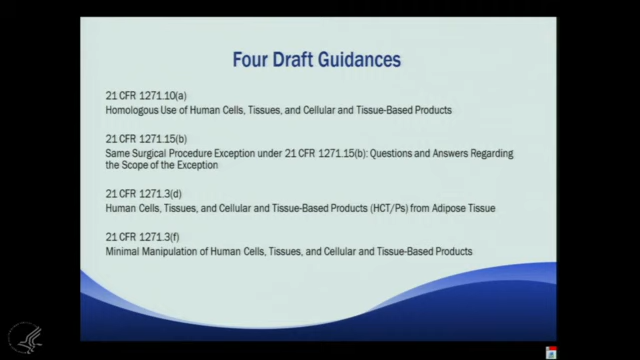 Four Draft Guidances
21 CFR 1271.10(a)
Homologous Use of Human Cells, Tissues, and Cellular and Tissue-Based Products
21 CFR 1271.15(b)
Same Surgical Procedure Exception under 21 CFR 1271.15(b): Questions and Answers Regarding
the Scope of the Exception
21 CFR 1271.3(d)
Human Cells, Tissues, and Cellular and Tissue-Based Products (HCT/Ps) from Adipose Tissue
21 CFR 1271.3(f)
Minimal Manipulation of Human Cells, Tissues, and Cellular and Tissue-Based Products